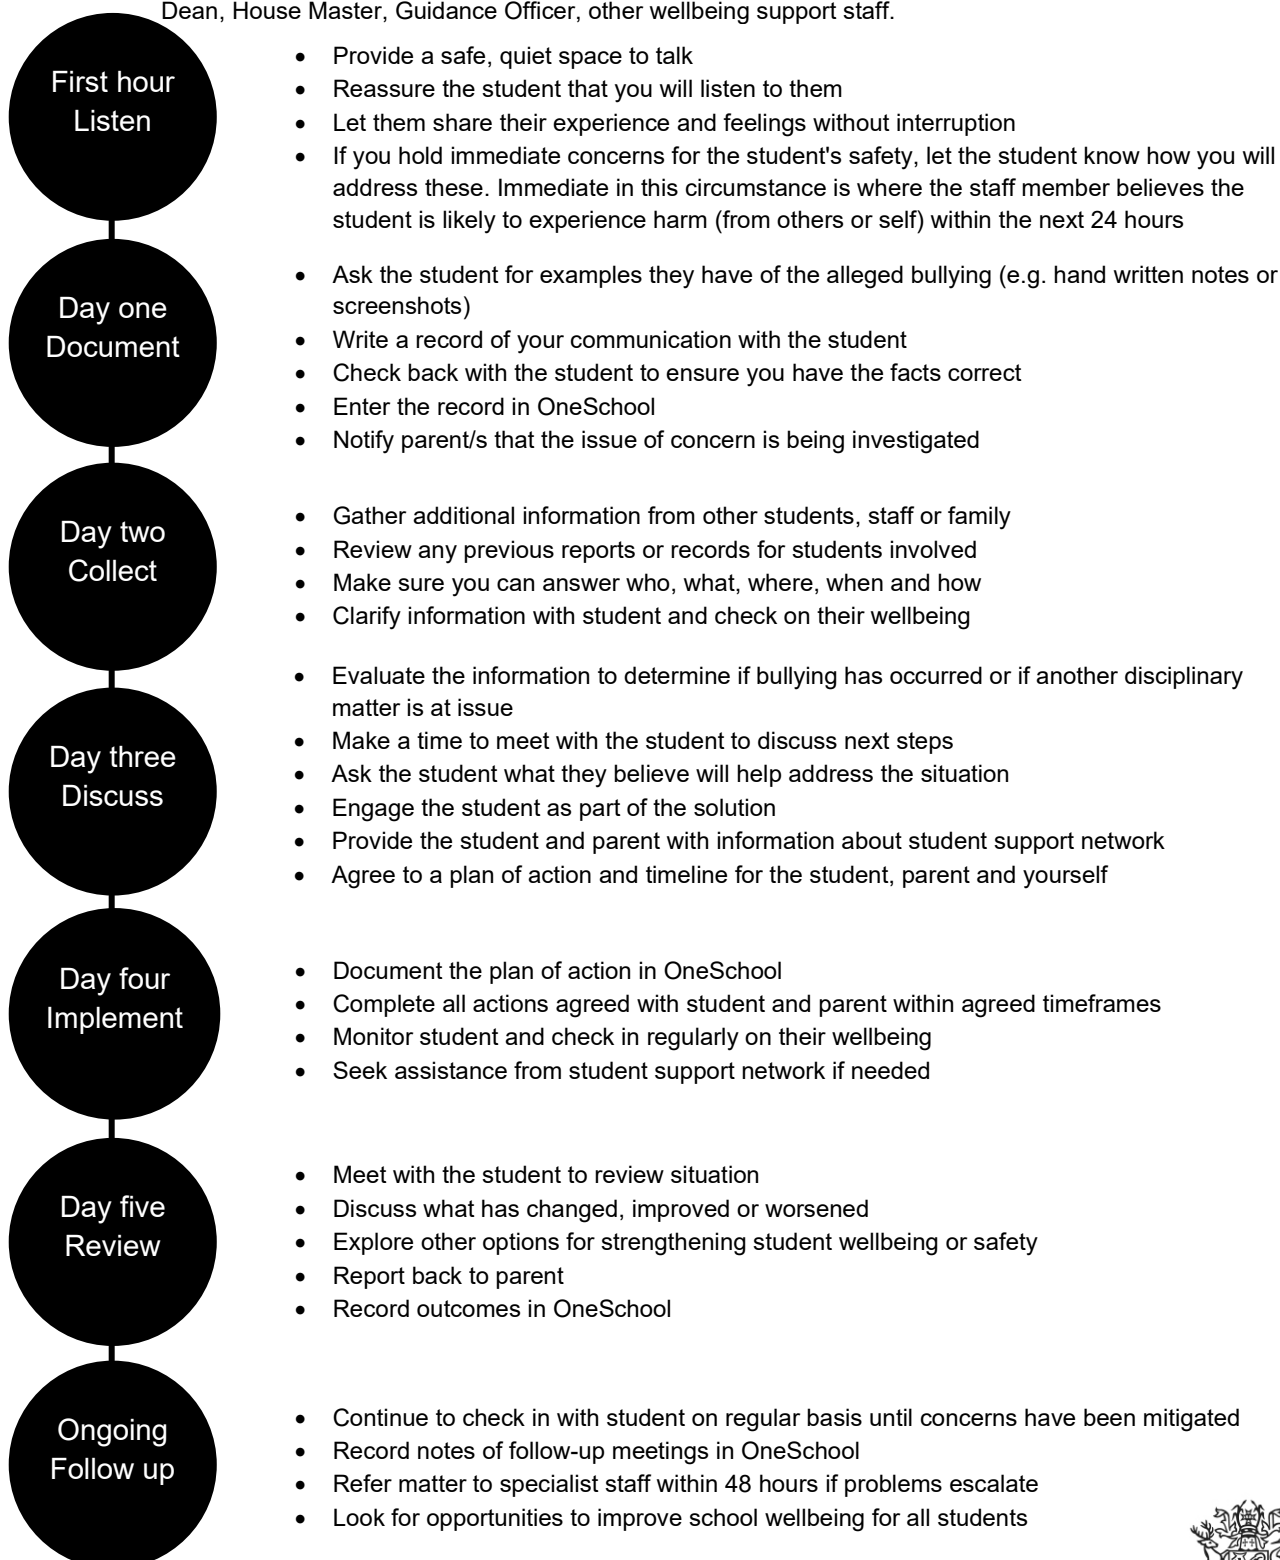 Dean, House Master, Guidance Officer, other wellbeing support staff.
First hour
Listen
• Provide a safe, quiet space to talk
• Reassure the student that you will listen to them
• Let them share their experience and feelings without interruption
• If you hold immediate concerns for the student's safety, let the student know how you will
address these. Immediate in this circumstance is where the staff member believes the
student is likely to experience harm (from others or self) within the next 24 hours
Day one
Document
• Ask the student for examples they have of the alleged bullying (e.g. hand written notes or
screenshots)
• Write a record of your communication with the student
• Check back with the student to ensure you have the facts correct
• Enter the record in OneSchool
• Notify parent/s that the issue of concern is being investigated
Day two
Collect
• Gather additional information from other students, staff or family
• Review any previous reports or records for students involved
• Make sure you can answer who, what, where, when and how
• Clarify information with student and check on their wellbeing
Day three
Discuss
• Evaluate the information to determine if bullying has occurred or if another disciplinary
matter is at issue
• Make a time to meet with the student to discuss next steps
• Ask the student what they believe will help address the situation
• Engage the student as part of the solution
• Provide the student and parent with information about student support network
• Agree to a plan of action and timeline for the student, parent and yourself
Day four
Implement
• Document the plan of action in OneSchool
• Complete all actions agreed with student and parent within agreed timeframes
• Monitor student and check in regularly on their wellbeing
• Seek assistance from student support network if needed
Day five
Review
• Meet with the student to review situation
• Discuss what has changed, improved or worsened
• Explore other options for strengthening student wellbeing or safety
• Report back to parent
• Record outcomes in OneSchool
Ongoing
Follow up
• Continue to check in with student on regular basis until concerns have been mitigated
• Record notes of follow-up meetings in OneSchool
• Refer matter to specialist staff within 48 hours if problems escalate
• Look for opportunities to improve school wellbeing for all students